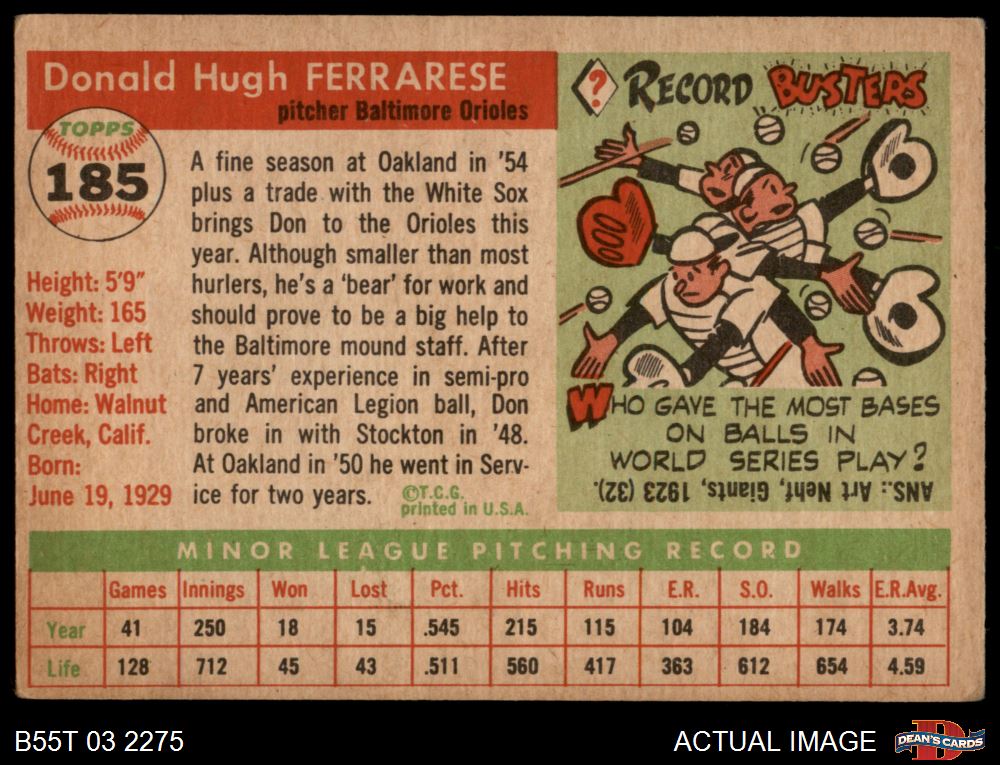 Donald Hugh FERRARESE
pitcher Baltimore Orioles
TOPPS
185
Height: 5'9"
Weight: 165
Throws: Left
Bats: Right
Home: Walnut
Creek, Calif.
Born:
June 19, 1929
A fine season at Oakland in '54
plus a trade with the White Sox
brings Don to the Orioles this
year. Although smaller than most
hurlers, he's a 'bear' for work and
should prove to be a big help to
the Baltimore mound staff. After
7 years' experience in semi-pro
and American Legion ball, Don
broke in with Stockton in '48.
At Oakland in '50 he went in Serv-
ice for two years.
©T.C.G.
printed in U.S.A.
? RECORD BUSTERS
WHO GAVE THE MOST BASES
ON BALLS IN
WORLD SERIES PLAY?
ANS.: Art Nehf, Giants, 1923 (32).
MINOR LEAGUE PITCHING RECORD
Games Innings Won Lost Pct. Hits Runs E.R. S.O. Walks E.R.Avg.
Year 41 250 18 15 .545 215 115 104 184 174 3.74
Life 128 712 45 43 .511 560 417 363 612 654 4.59
B55T 03 2275
ACTUAL IMAGE
DEAN'S CARDS